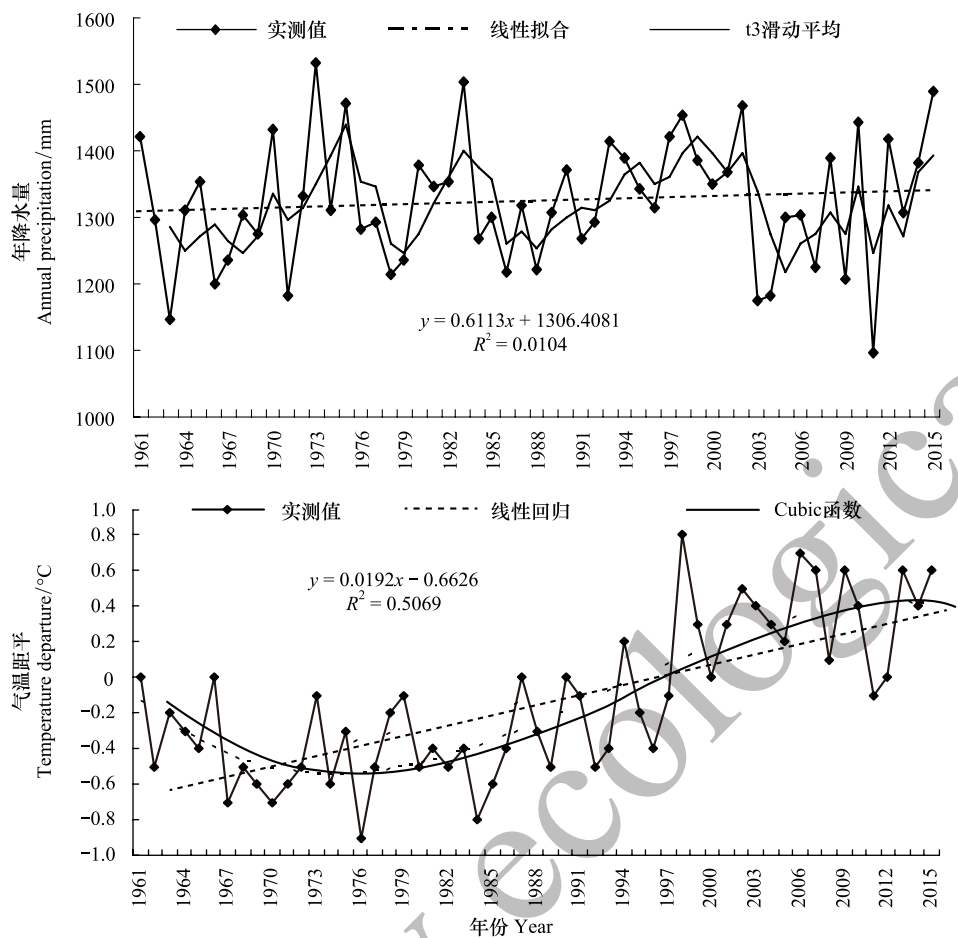 实测值 线性拟合 t3滑动平均
1600
1500
1400
1300
1200
1100
1000
年降水量
Annual precipitation/mm
y = 0.6113x + 1306.4081
R² = 0.0104
1961 1964 1967 1970 1973 1976 1979 1982 1985 1988 1991 1994 1997 2000 2003 2006 2009 2012 2015
实测值 线性回归 Cubic函数
1.0
0.8
0.6
0.4
0.2
0
−0.2
−0.4
−0.6
−0.8
−1.0
气温距平
Temperature departure/°C
y = 0.0192x − 0.6626
R² = 0.5069
1961 1964 1967 1970 1973 1976 1979 1982 1985 1988 1991 1994 1997 2000 2003 2006 2009 2012 2015
年份 Year
ecologica